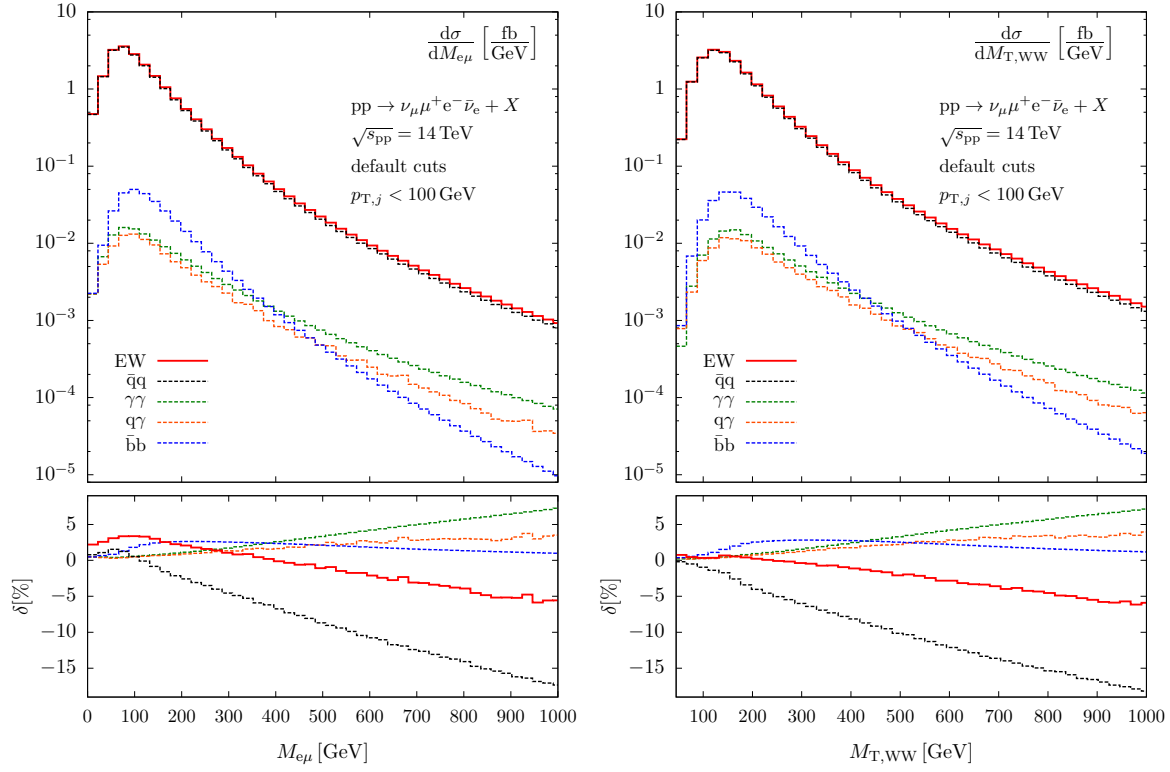 10
1
10⁻¹
10⁻²
10⁻³
10⁻⁴
10⁻⁵
dσ/dM_eμ [fb/GeV]
pp → ν_μ μ⁺ e⁻ ν̄_e + X
√s_pp = 14 TeV
default cuts
p_T,j < 100 GeV
EW
q̄q
γγ
qγ
b̄b
5
0
−5
−10
−15
δ[%]
0 100 200 300 400 500 600 700 800 900 1000
M_eμ [GeV]
10
1
10⁻¹
10⁻²
10⁻³
10⁻⁴
10⁻⁵
dσ/dM_T,WW [fb/GeV]
pp → ν_μ μ⁺ e⁻ ν̄_e + X
√s_pp = 14 TeV
default cuts
p_T,j < 100 GeV
EW
q̄q
γγ
qγ
b̄b
5
0
−5
−10
−15
δ[%]
100 200 300 400 500 600 700 800 900 1000
M_T,WW [GeV]